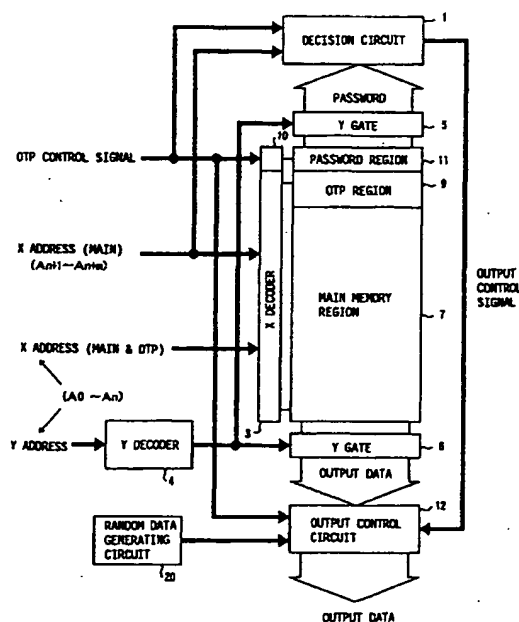 1
DECISION CIRCUIT
PASSWORD
Y GATE
5
10
OTP CONTROL SIGNAL
PASSWORD REGION
11
OTP REGION
9
X ADDRESS (MAIN)
(An+1~An+m)
X DECODER
MAIN MEMORY
REGION
7
OUTPUT
CONTROL
SIGNAL
X ADDRESS (MAIN & OTP)
(A0 ~An)
3
Y ADDRESS
Y DECODER
4
Y GATE
6
OUTPUT DATA
12
RANDOM DATA
GENERATING
CIRCUIT
20
OUTPUT CONTROL
CIRCUIT
OUTPUT DATA